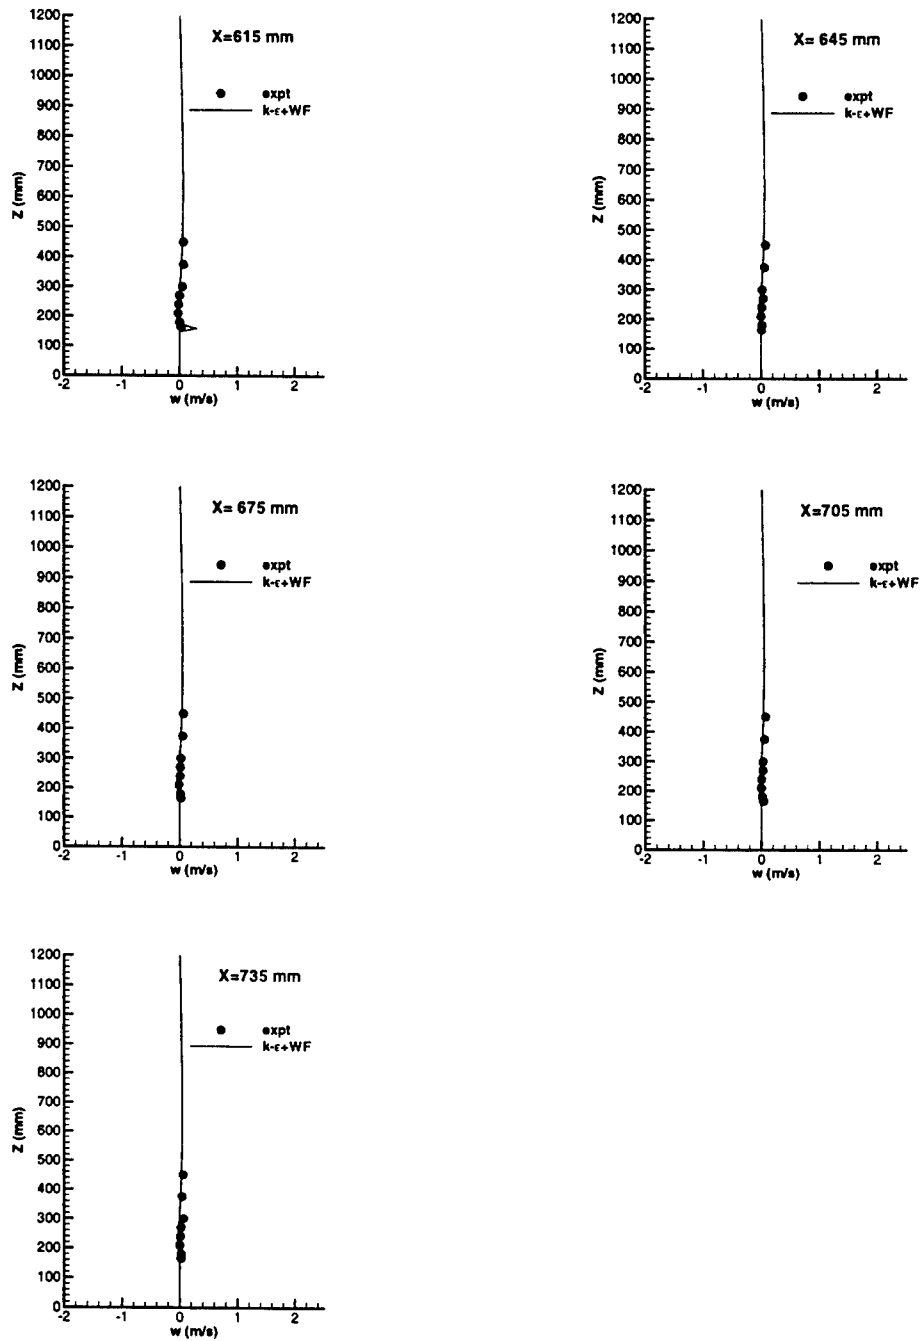 X=615 mm
expt
k-ε+WF
1200
1100
1000
900
800
700
600
500
400
300
200
100
0
Z (mm)
-2 -1 0 1 2
w (m/s)
X= 645 mm
expt
k-ε+WF
1200
1100
1000
900
800
700
600
500
400
300
200
100
0
Z (mm)
-2 -1 0 1 2
w (m/s)
X= 675 mm
expt
k-ε+WF
1200
1100
1000
900
800
700
600
500
400
300
200
100
0
Z (mm)
-2 -1 0 1 2
w (m/s)
X=705 mm
expt
k-ε+WF
1200
1100
1000
900
800
700
600
500
400
300
200
100
0
Z (mm)
-2 -1 0 1 2
w (m/s)
X=735 mm
expt
k-ε+WF
1200
1100
1000
900
800
700
600
500
400
300
200
100
0
Z (mm)
-2 -1 0 1 2
w (m/s)